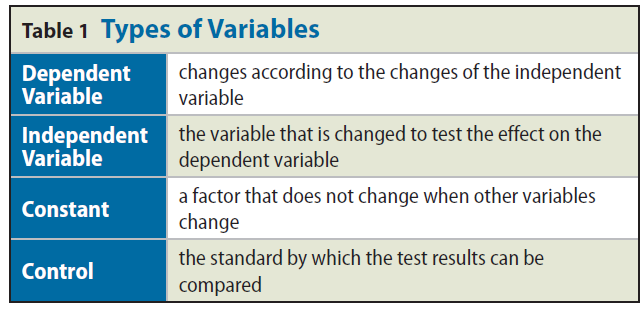 Table 1 Types of Variables
Dependent
Variable
changes according to the changes of the independent
variable
Independent
Variable
the variable that is changed to test the effect on the
dependent variable
Constant
a factor that does not change when other variables
change
Control
the standard by which the test results can be
compared